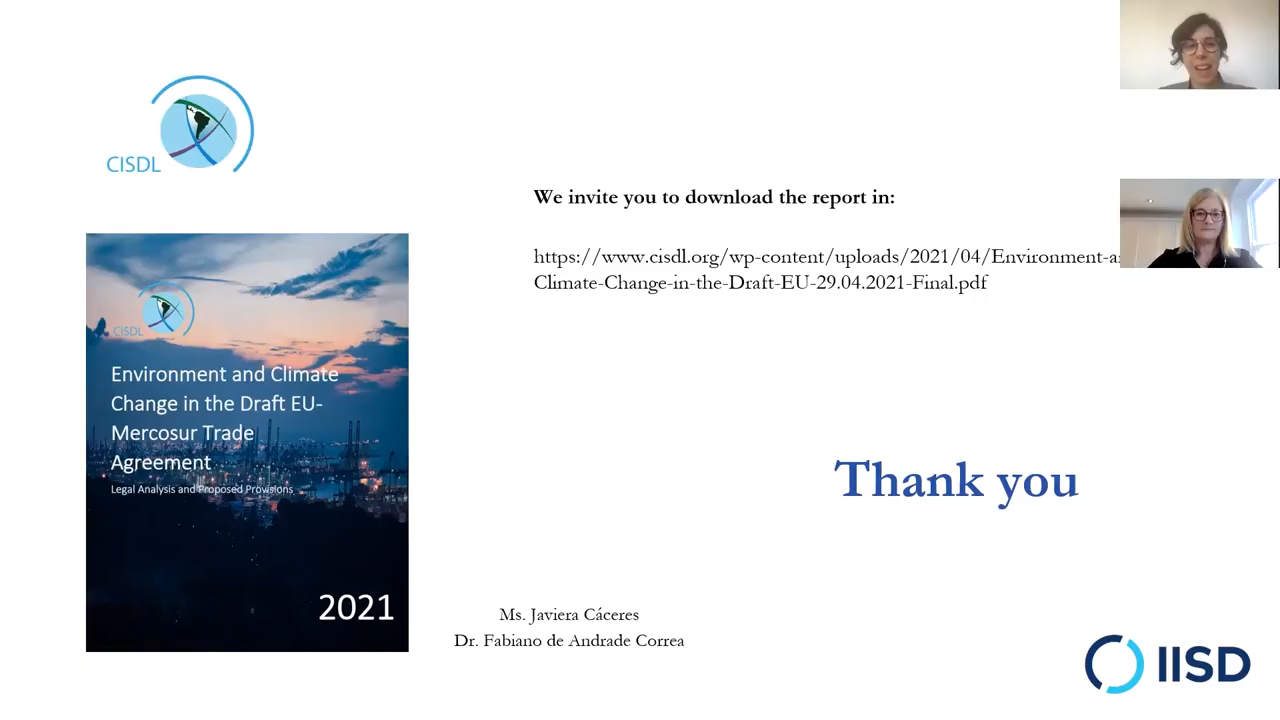 CISDL
We invite you to download the report in:
https://www.cisdl.org/wp-content/uploads/2021/04/Environment-a
Climate-Change-in-the-Draft-EU-29.04.2021-Final.pdf
CISDL
Environment and Climate
Change in the Draft EU-
Mercosur Trade
Agreement
Legal Analysis and Proposed Provisions
2021
Thank you
Ms. Javiera Cáceres
Dr. Fabiano de Andrade Correa
IISD